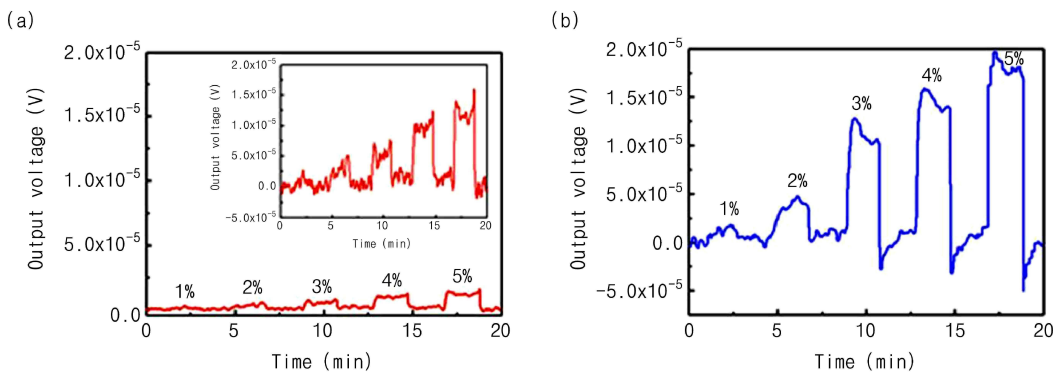 (a)
2.0x10⁻⁵
1.5x10⁻⁵
1.0x10⁻⁵
5.0x10⁻⁵
0.0
Output voltage (V)
0 5 10 15 20
Time (min)
1% 2% 3% 4% 5%
2.0x10⁻⁵
1.5x10⁻⁵
1.0x10⁻⁵
5.0x10⁻⁵
0.0
−5.0x10⁻⁵
Output voltage (V)
0 5 10 15 20
Time (min)
(b)
2.0x10⁻⁵
1.5x10⁻⁵
1.0x10⁻⁵
5.0x10⁻⁵
0.0
−5.0x10⁻⁵
Output voltage (V)
0 5 10 15 20
Time (min)
1% 2% 3% 4% 5%